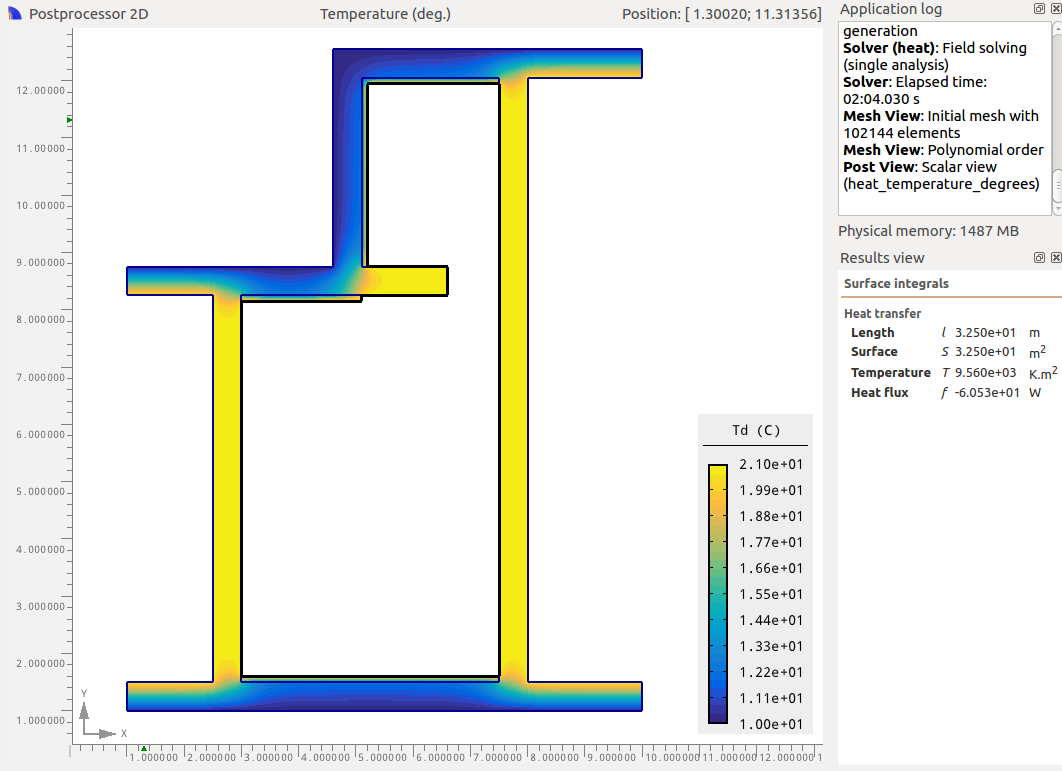 Postprocessor 2D
Temperature (deg.)
Position: [ 1.30020; 11.31356]
12.000000
11.000000
10.000000
9.000000
8.000000
7.000000
6.000000
5.000000
4.000000
3.000000
2.000000
1.000000
Y
X
1.000000 2.000000 3.000000 4.000000 5.000000 6.000000 7.000000 8.000000 9.000000 10.000000 11.000000 12.000000 1
Td (C)
2.10e+01
1.99e+01
1.88e+01
1.77e+01
1.66e+01
1.55e+01
1.44e+01
1.33e+01
1.22e+01
1.11e+01
1.00e+01
Application log
generation
Solver (heat): Field solving
(single analysis)
Solver: Elapsed time:
02:04.030 s
Mesh View: Initial mesh with
102144 elements
Mesh View: Polynomial order
Post View: Scalar view
(heat_temperature_degrees)
Physical memory: 1487 MB
Results view
Surface integrals
Heat transfer
Length l 3.250e+01 m
Surface S 3.250e+01 m²
Temperature T 9.560e+03 K.m²
Heat flux f -6.053e+01 W